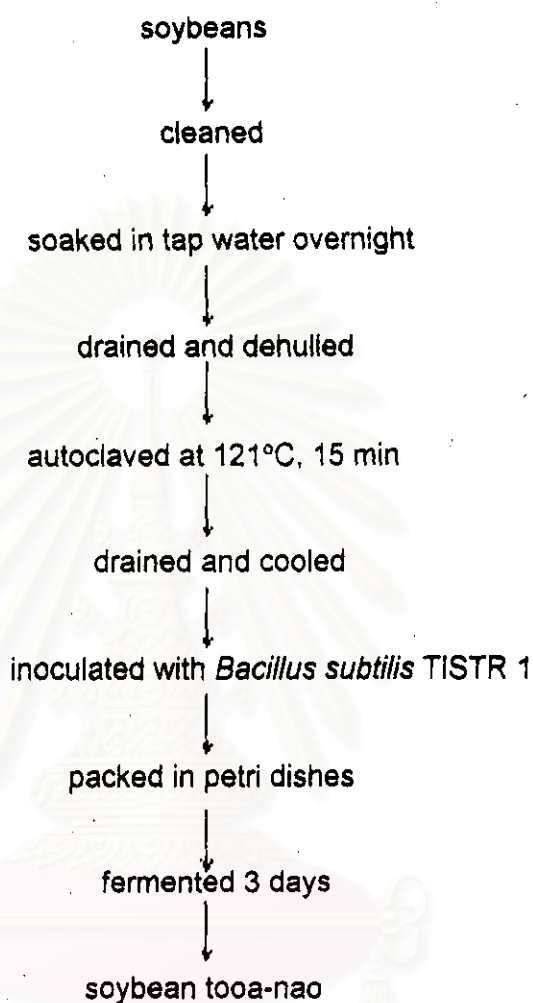 soybeans
cleaned
soaked in tap water overnight
drained and dehulled
autoclaved at 121°C, 15 min
drained and cooled
inoculated with Bacillus subtilis TISTR 1
packed in petri dishes
fermented 3 days
soybean tooa-nao